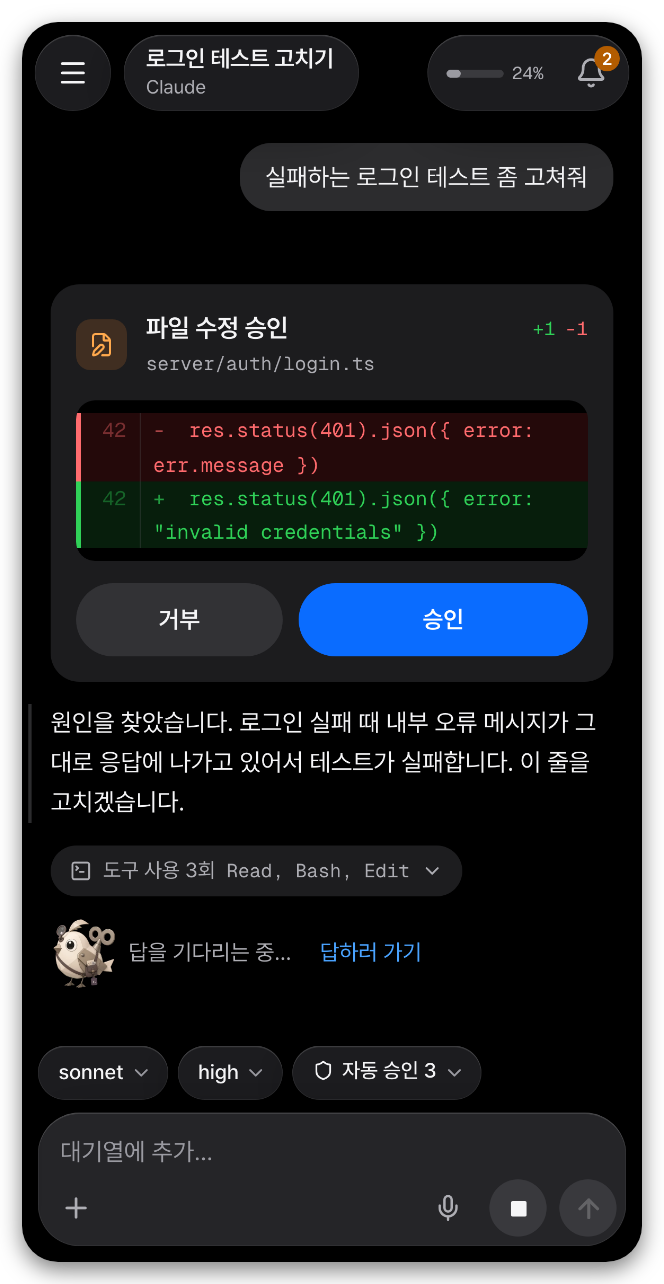 로그인 테스트 고치기
Claude
24%
2
실패하는 로그인 테스트 좀 고쳐줘
파일 수정 승인
+1 -1
server/auth/login.ts
42 - res.status(401).json({ error:
err.message })
42 + res.status(401).json({ error:
"invalid credentials" })
거부
승인
원인을 찾았습니다. 로그인 실패 때 내부 오류 메시지가 그
대로 응답에 나가고 있어서 테스트가 실패합니다. 이 줄을
고치겠습니다.
도구 사용 3회 Read, Bash, Edit
답을 기다리는 중... 답하러 가기
sonnet
high
자동 승인 3
대기열에 추가...